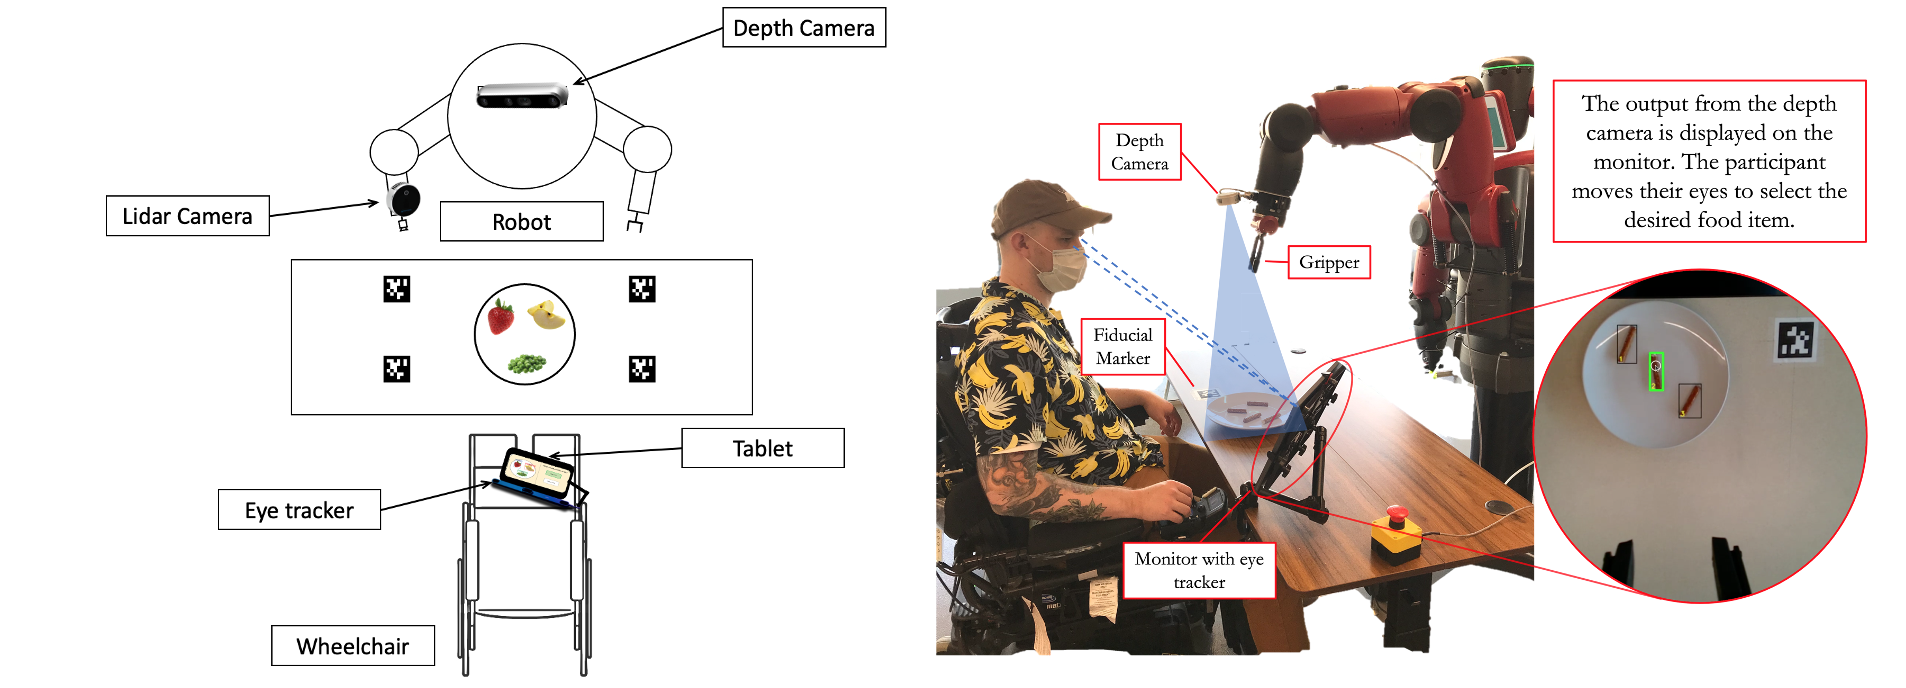 Depth Camera
Lidar Camera
Robot
Tablet
Eye tracker
Wheelchair
Depth
Camera
Gripper
Fiducial
Marker
Monitor with eye
tracker
The output from the depth
camera is displayed on the
monitor. The participant
moves their eyes to select the
desired food item.